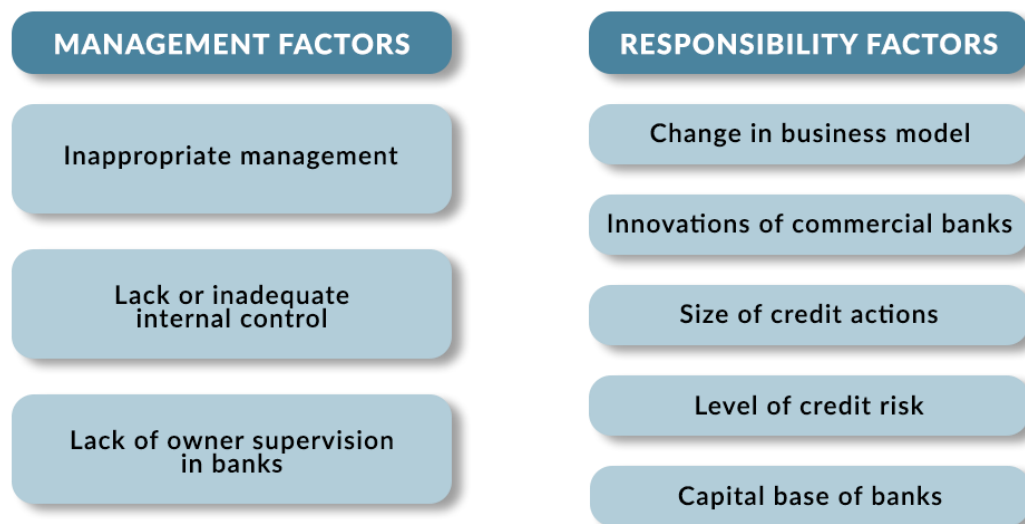 MANAGEMENT FACTORS
Inappropriate management
Lack or inadequate
internal control
Lack of owner supervision
in banks
RESPONSIBILITY FACTORS
Change in business model
Innovations of commercial banks
Size of credit actions
Level of credit risk
Capital base of banks